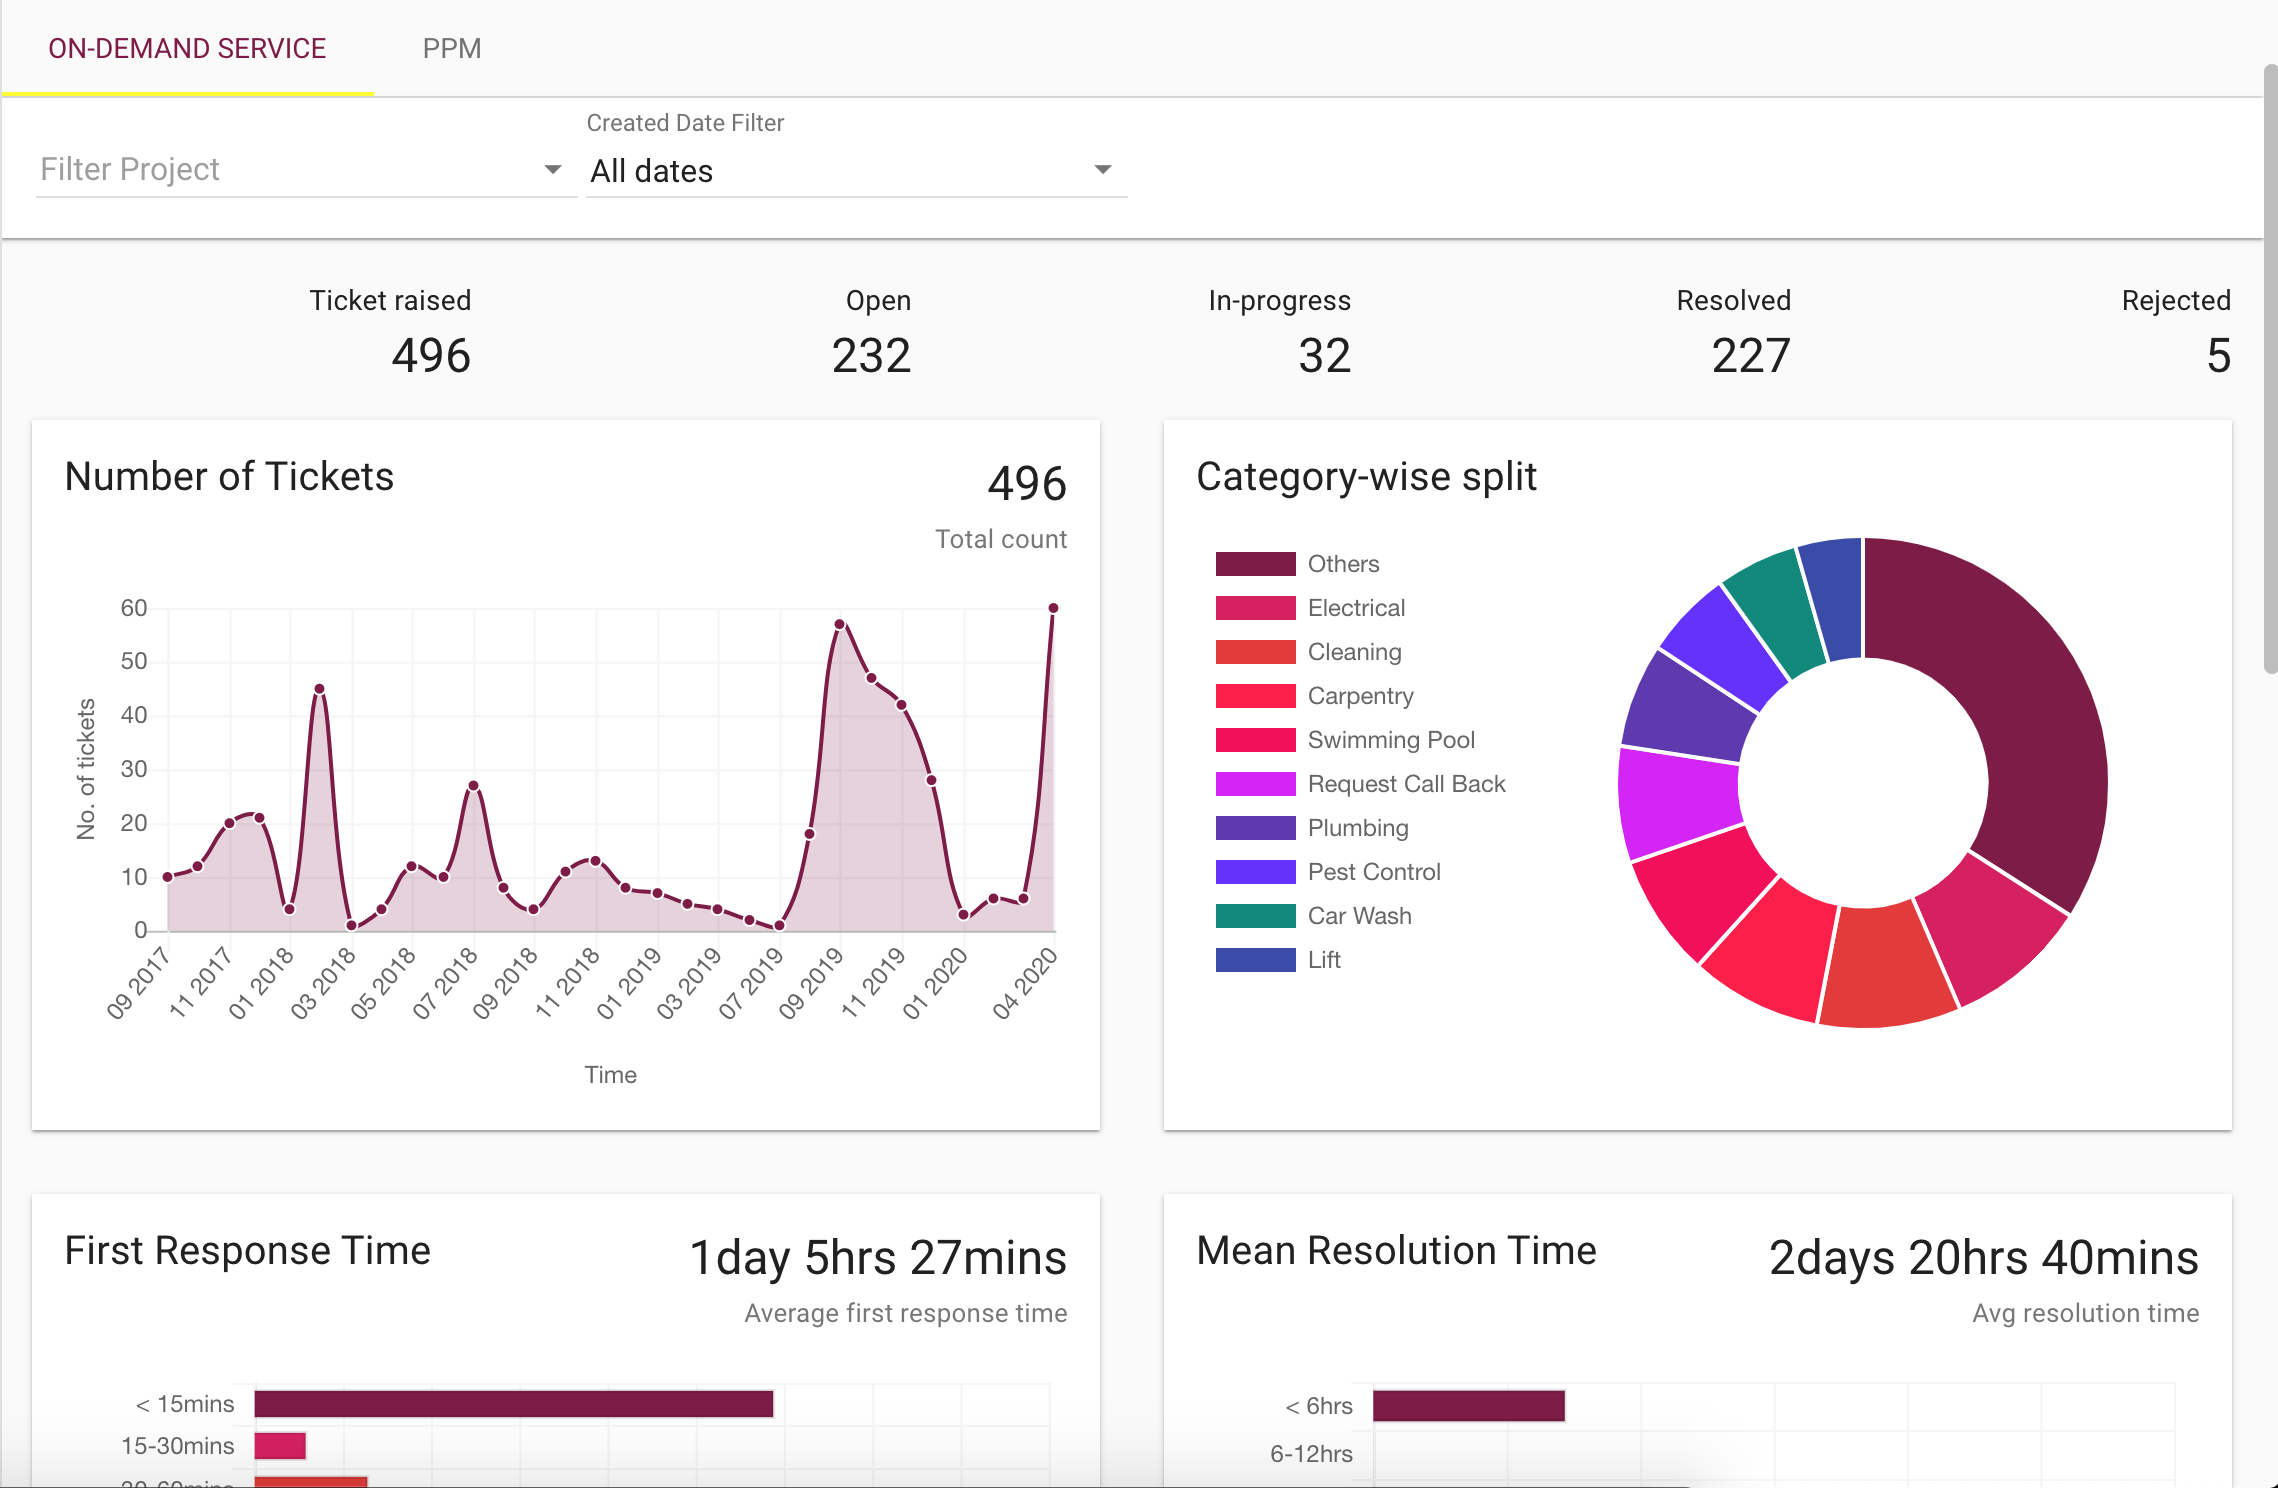 ON-DEMAND SERVICE PPM
Created Date Filter
Filter Project All dates
Ticket raised Open In-progress Resolved Rejected
496 232 32 227 5
Number of Tickets 496
Total count
60
50
40
30
20
10
0
No. of tickets
09 2017 11 2017 01 2018 03 2018 05 2018 07 2018 09 2018 11 2018 01 2019 03 2019 07 2019 09 2019 11 2019 01 2020 04 2020
Time
Category-wise split
Others
Electrical
Cleaning
Carpentry
Swimming Pool
Request Call Back
Plumbing
Pest Control
Car Wash
Lift
First Response Time 1day 5hrs 27mins
Average first response time
< 15mins
15-30mins
30-60mins
Mean Resolution Time 2days 20hrs 40mins
Avg resolution time
< 6hrs
6-12hrs